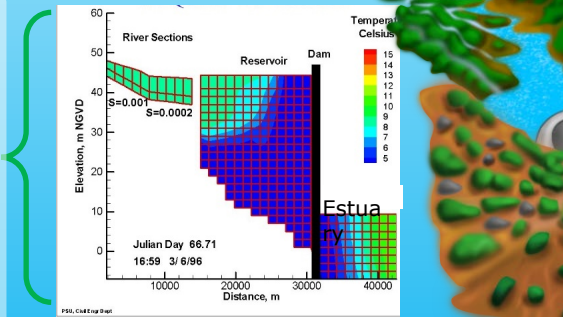 River Sections
Reservoir
Dam
Temperat
Celsius
15
14
13
12
11
10
9
8
7
6
5
60
50
40
30
20
10
0
Elevation, m NGVD
S=0.001
S=0.0002
Estua
ry
Julian Day 66.71
16:59 3/ 6/96
10000
20000
30000
40000
Distance, m
PSU, Civil Engr Dept